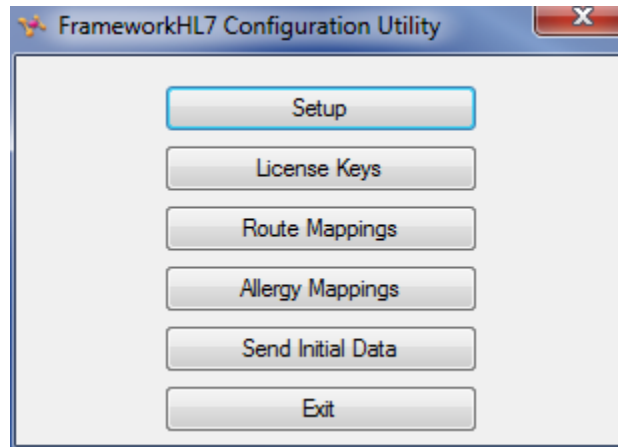 FrameworkHL7 Configuration Utility
Setup
License Keys
Route Mappings
Allergy Mappings
Send Initial Data
Exit